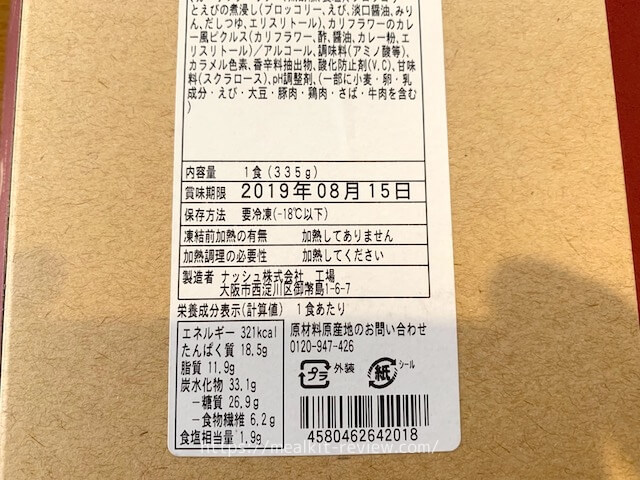 とえびの煮浸し(ブロッコリー、えび、淡口醤油、みり
ん、だしつゆ、エリスリトール)、カリフラワーのカレ
ー風ピクルス(カリフラワー、酢、醤油、カレー粉、エ
リスリトール)／アルコール、調味料(アミノ酸等)、
カラメル色素、香辛料抽出物、酸化防止剤(V.C)、甘味
料(スクラロース)、pH調整剤、(一部に小麦・卵・乳
成分・えび・大豆・豚肉・鶏肉・さば・牛肉を含む
)
内容量 1食(335g)
賞味期限 2019年08月15日
保存方法 要冷凍(-18℃以下)
凍結前加熱の有無 加熱してありません
加熱調理の必要性 加熱してください
製造者 ナッシュ株式会社 工場
大阪市西淀川区御幣島1-6-7
栄養成分表示(計算値) 1食あたり
エネルギー 321kcal
たんぱく質 18.5g
脂質 11.9g
炭水化物 33.1g
－糖質 26.9g
－食物繊維 6.2g
食塩相当量 1.9g
原材料原産地のお問い合わせ
0120-947-426
プラ 外装 紙 シール
4580462642018
https://mealkit-review.com/